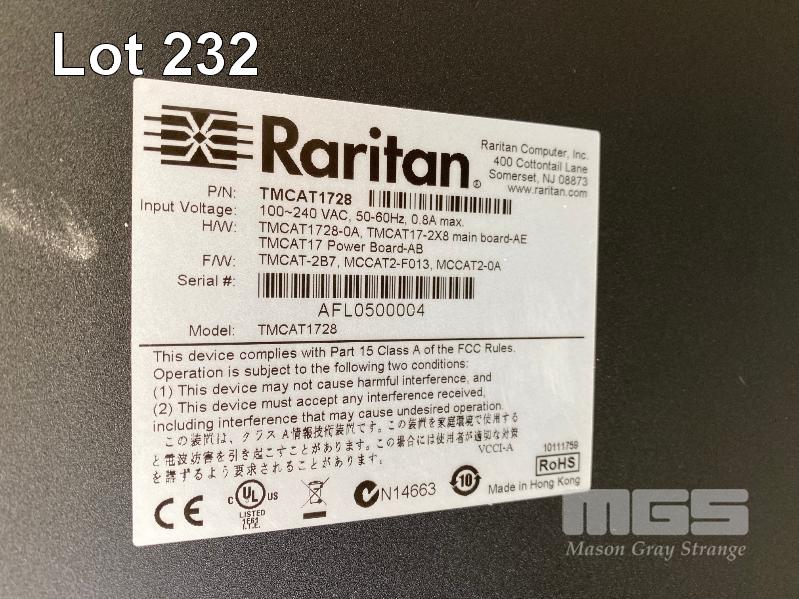 Lot 232
Raritan®
Raritan Computer, Inc.
400 Cottontail Lane
Somerset, NJ 08873
www.raritan.com
P/N: TMCAT1728
Input Voltage: 100~240 VAC, 50-60Hz, 0.8A max.
H/W: TMCAT1728-0A, TMCAT17-2X8 main board-AE
TMCAT17 Power Board-AB
F/W: TMCAT-2B7, MCCAT2-F013, MCCAT2-0A
Serial #:
AFL0500004
Model: TMCAT1728
This device complies with Part 15 Class A of the FCC Rules.
Operation is subject to the following two conditions:
(1) This device may not cause harmful interference, and
(2) This device must accept any interference received,
including interference that may cause undesired operation.
この装置は、クラス A情報技術装置です。この装置を家庭環境で使用する
と電波妨害を引き起こすことがあります。この場合には使用者が適切な対策
を講ずるよう要求されることがあります。
VCCI-A
10111759
RoHS
Made in Hong Kong
CE
c UL US
LISTED
1E61
I.T.E.
N14663
10
MGS
Mason Gray Strange